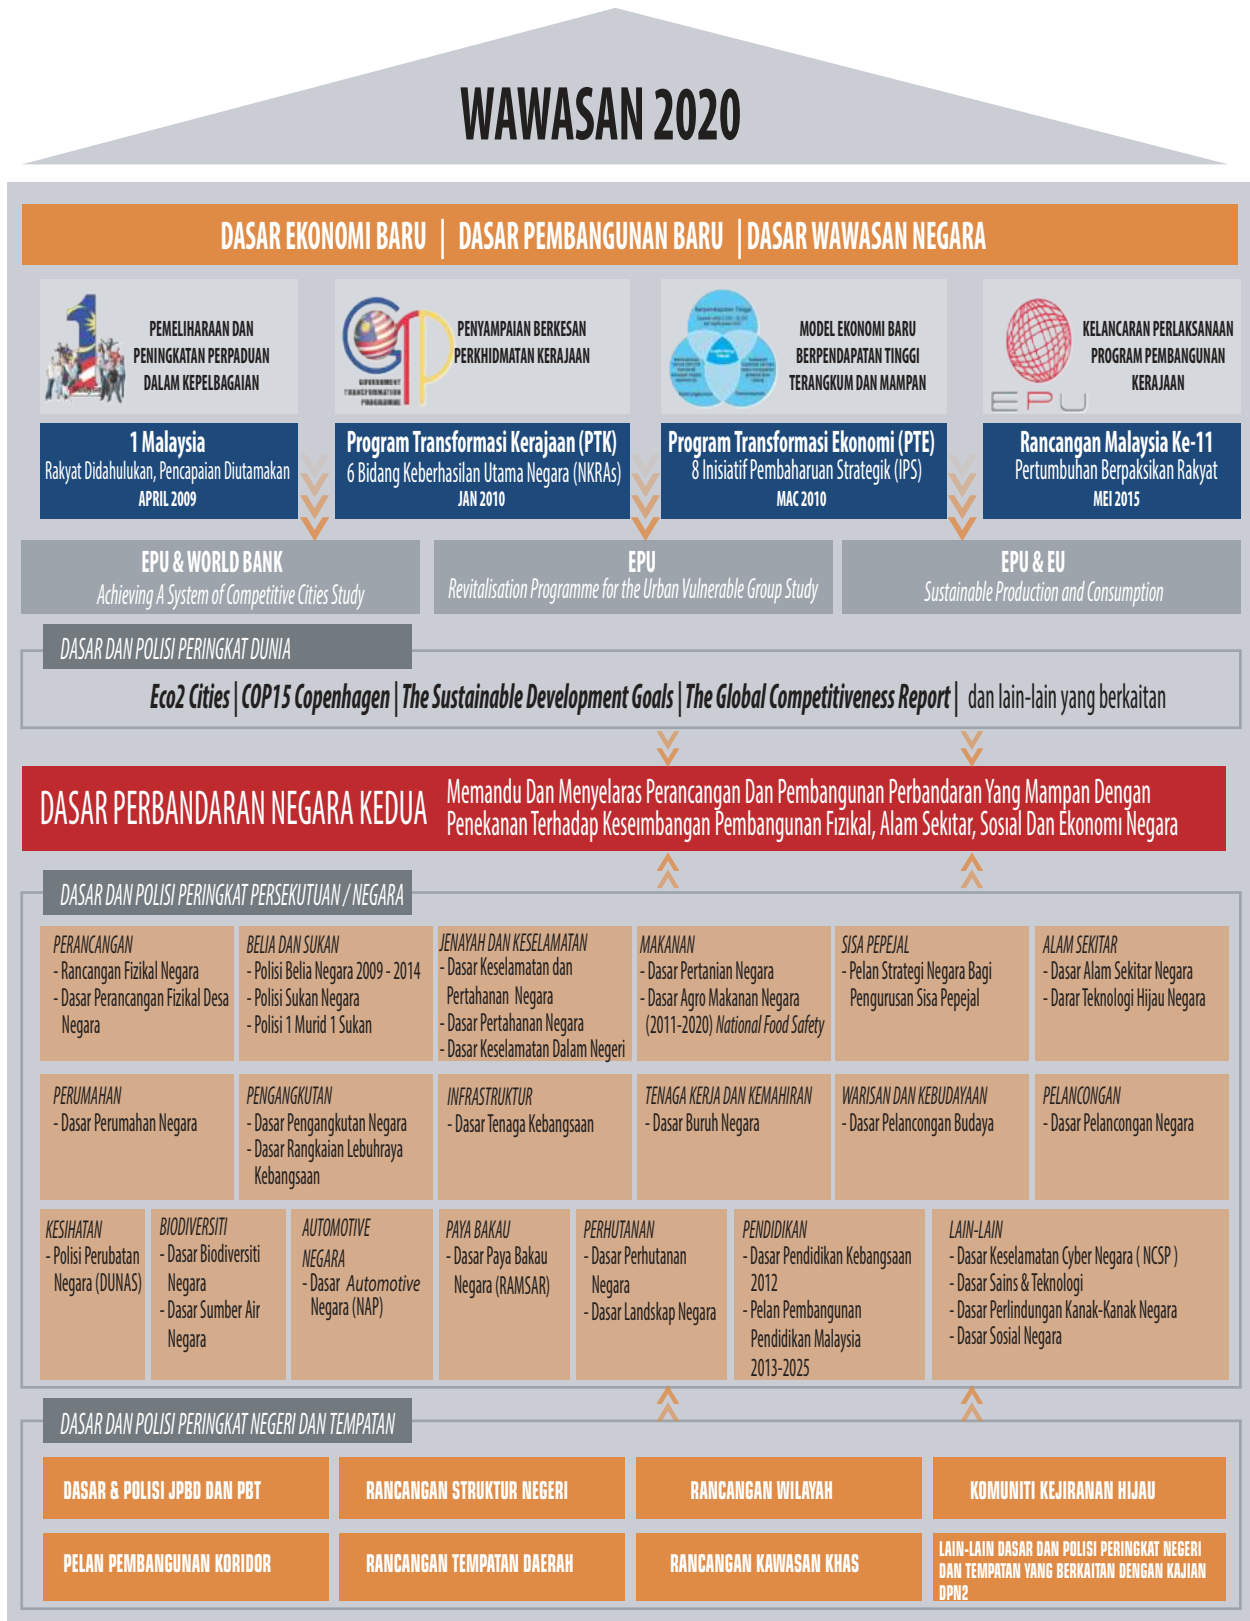 WAWASAN 2020
DASAR EKONOMI BARU | DASAR PEMBANGUNAN BARU | DASAR WAWASAN NEGARA
PEMELIHARAAN DAN
PENINGKATAN PERPADUAN
DALAM KEPELBAGAIAN
GOVERNMENT
TRANSFORMATION
PROGRAMME
PENYAMPAIAN BERKESAN
PERKHIDMATAN KERAJAAN
MODEL EKONOMI BARU
BERPENDAPATAN TINGGI
TERANGKUM DAN MAMPAN
EPU
KELANCARAN PERLAKSANAAN
PROGRAM PEMBANGUNAN
KERAJAAN
1 Malaysia
Rakyat Didahulukan, Pencapaian Diutamakan
APRIL 2009
Program Transformasi Kerajaan (PTK)
6 Bidang Keberhasilan Utama Negara (NKRAs)
JAN 2010
Program Transformasi Ekonomi (PTE)
8 Inisiatif Pembaharuan Strategik (IPS)
MAC 2010
Rancangan Malaysia Ke-11
Pertumbuhan Berpaksikan Rakyat
MEI 2015
EPU & WORLD BANK
Achieving A System of Competitive Cities Study
EPU
Revitalisation Programme for the Urban Vulnerable Group Study
EPU & EU
Sustainable Production and Consumption
DASAR DAN POLISI PERINGKAT DUNIA
Eco2 Cities | COP15 Copenhagen | The Sustainable Development Goals | The Global Competitiveness Report | dan lain-lain yang berkaitan
DASAR PERBANDARAN NEGARA KEDUA
Memandu Dan Menyelaras Perancangan Dan Pembangunan Perbandaran Yang Mampan Dengan
Penekanan Terhadap Keseimbangan Pembangunan Fizikal, Alam Sekitar, Sosial Dan Ekonomi Negara
DASAR DAN POLISI PERINGKAT PERSEKUTUAN / NEGARA
PERANCANGAN
- Rancangan Fizikal Negara
- Dasar Perancangan Fizikal Desa
Negara
BELIA DAN SUKAN
- Polisi Belia Negara 2009 - 2014
- Polisi Sukan Negara
- Polisi 1 Murid 1 Sukan
JENAYAH DAN KESELAMATAN
- Dasar Keselamatan dan
Pertahanan Negara
- Dasar Pertahanan Negara
- Dasar Keselamatan Dalam Negeri
MAKANAN
- Dasar Pertanian Negara
- Dasar Agro Makanan Negara
(2011-2020) National Food Safety
SISA PEPEJAL
- Pelan Strategi Negara Bagi
Pengurusan Sisa Pepejal
ALAM SEKITAR
- Dasar Alam Sekitar Negara
- Darar Teknologi Hijau Negara
PERUMAHAN
- Dasar Perumahan Negara
PENGANGKUTAN
- Dasar Pengangkutan Negara
- Dasar Rangkaian Lebuhraya
Kebangsaan
INFRASTRUKTUR
- Dasar Tenaga Kebangsaan
TENAGA KERJA DAN KEMAHIRAN
- Dasar Buruh Negara
WARISAN DAN KEBUDAYAAN
- Dasar Pelancongan Budaya
PELANCONGAN
- Dasar Pelancongan Negara
KESIHATAN
- Polisi Perubatan
Negara (DUNAS)
BIODIVERSITI
- Dasar Biodiversiti
Negara
- Dasar Sumber Air
Negara
AUTOMOTIVE
NEGARA
- Dasar Automotive
Negara (NAP)
PAYA BAKAU
- Dasar Paya Bakau
Negara (RAMSAR)
PERHUTANAN
- Dasar Perhutanan
Negara
- Dasar Landskap Negara
PENDIDIKAN
- Dasar Pendidikan Kebangsaan
2012
- Pelan Pembangunan
Pendidikan Malaysia
2013-2025
LAIN-LAIN
- Dasar Keselamatan Cyber Negara ( NCSP )
- Dasar Sains & Teknologi
- Dasar Perlindungan Kanak-Kanak Negara
- Dasar Sosial Negara
DASAR DAN POLISI PERINGKAT NEGERI DAN TEMPATAN
DASAR & POLISI JPBD DAN PBT
RANCANGAN STRUKTUR NEGERI
RANCANGAN WILAYAH
KOMUNITI KEJIRANAN HIJAU
PELAN PEMBANGUNAN KORIDOR
RANCANGAN TEMPATAN DAERAH
RANCANGAN KAWASAN KHAS
LAIN-LAIN DASAR DAN POLISI PERINGKAT NEGERI
DAN TEMPATAN YANG BERKAITAN DENGAN KAJIAN
DPN2